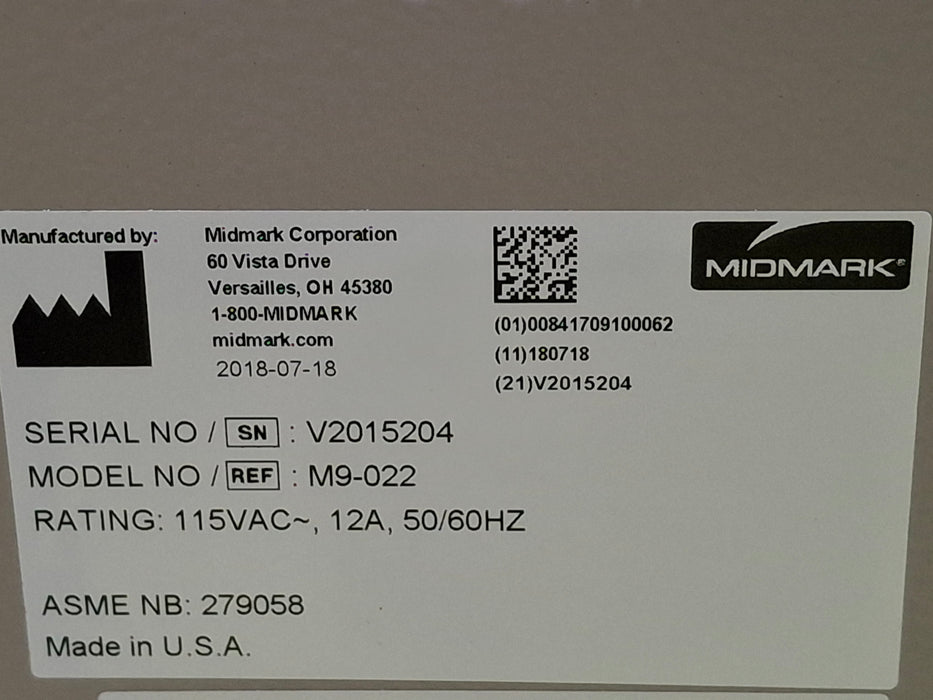 Manufactured by:
Midmark Corporation
60 Vista Drive
Versailles, OH 45380
1-800-MIDMARK
midmark.com
2018-07-18
(01)00841709100062
(11)180718
(21)V2015204
MIDMARK®
SERIAL NO / SN : V2015204
MODEL NO / REF : M9-022
RATING: 115VAC~, 12A, 50/60HZ
ASME NB: 279058
Made in U.S.A.